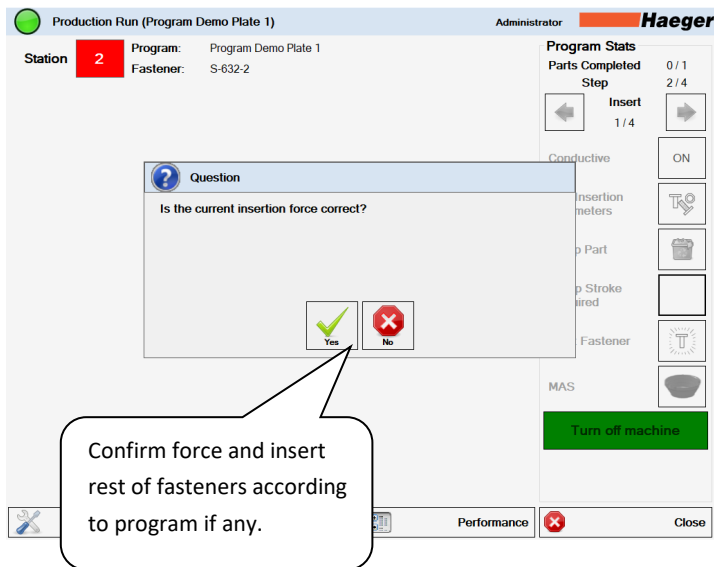 Production Run (Program Demo Plate 1)
Administrator
Haeger
Station
2
Program: Program Demo Plate 1
Fastener: S-632-2
Program Stats
Parts Completed 0 / 1
Step 2 / 4
Insert
1 / 4
Conductive ON
Insertion
meters
Part
Stroke
Fastener
MAS
Turn off machine
Question
Is the current insertion force correct?
Yes
No
Confirm force and insert
rest of fasteners according
to program if any.
Performance
Close